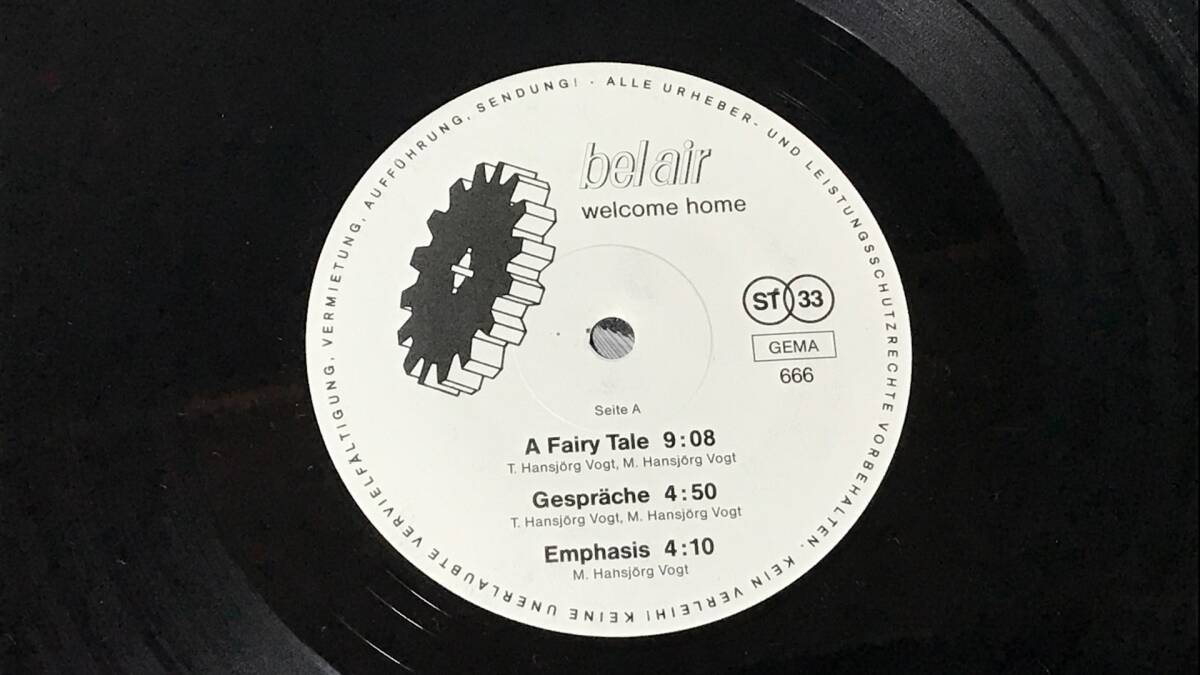 ALLE URHEBER- UND LEISTUNGSSCHUTZRECHTE VORBEHALTEN. KEIN VERLEIH! KEINE UNERLAUBTE VERVIELFÄLTIGUNG, VERMIETUNG, AUFFÜHRUNG, SENDUNG! -
bel air
welcome home
ST 33
GEMA
666
Seite A
A Fairy Tale 9:08
T. Hansjörg Vogt, M. Hansjörg Vogt
Gespräche 4:50
T. Hansjörg Vogt, M. Hansjörg Vogt
Emphasis 4:10
M. Hansjörg Vogt